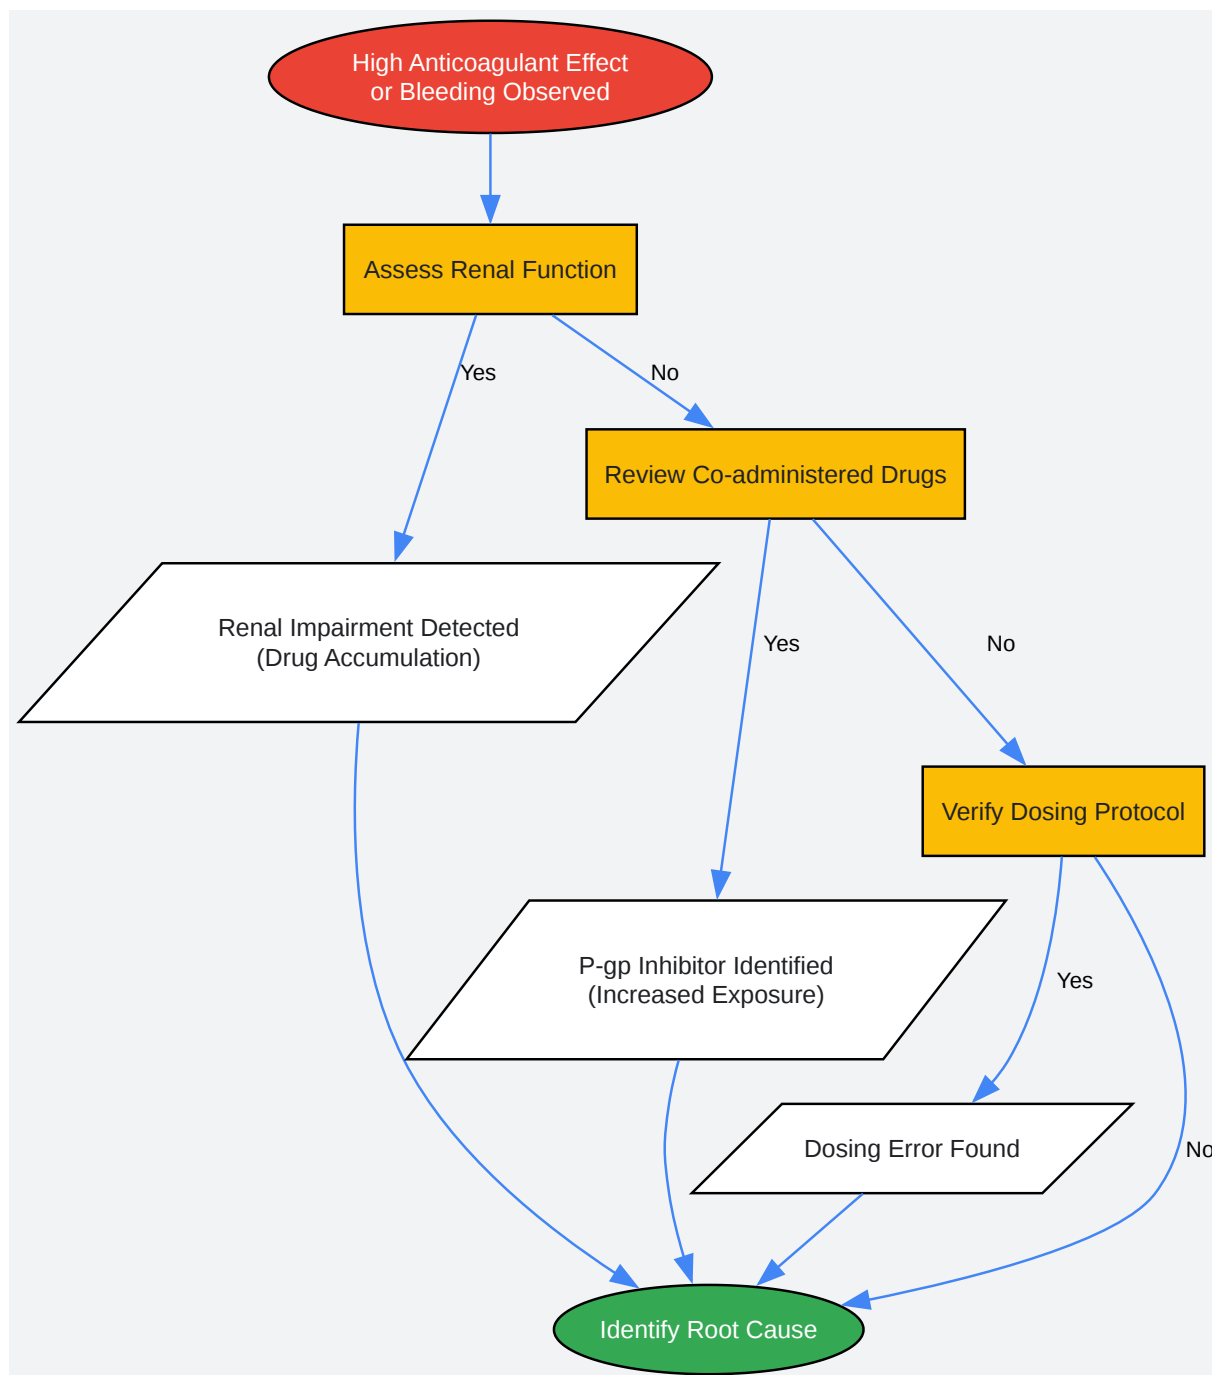 High Anticoagulant Effect
or Bleeding Observed
Assess Renal Function
Yes
No
Review Co-administered Drugs
Renal Impairment Detected
(Drug Accumulation)
Yes
No
Verify Dosing Protocol
P-gp Inhibitor Identified
(Increased Exposure)
Yes
Dosing Error Found
No
Identify Root Cause